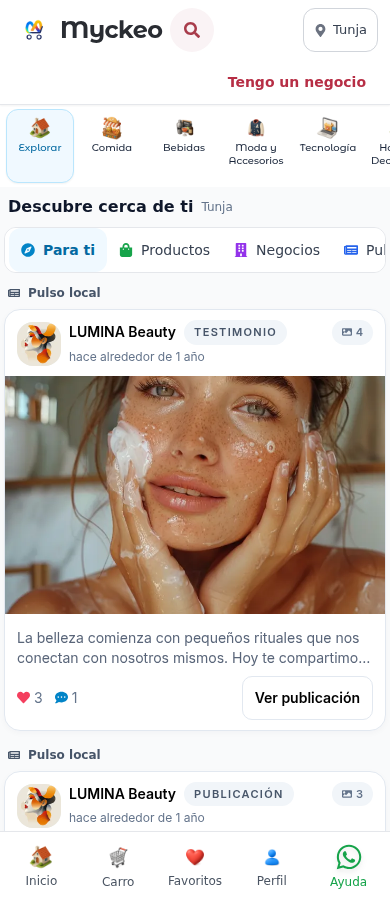 Myckeo
Tunja
Tengo un negocio
Explorar
Comida
Bebidas
Moda y
Accesorios
Tecnología
Descubre cerca de ti Tunja
Para ti Productos Negocios
Pulso local
LUMINA Beauty TESTIMONIO 4
hace alrededor de 1 año
La belleza comienza con pequeños rituales que nos
conectan con nosotros mismos. Hoy te compartimo...
3 1 Ver publicación
Pulso local
LUMINA Beauty PUBLICACIÓN 3
hace alrededor de 1 año
Inicio Carro Favoritos Perfil Ayuda